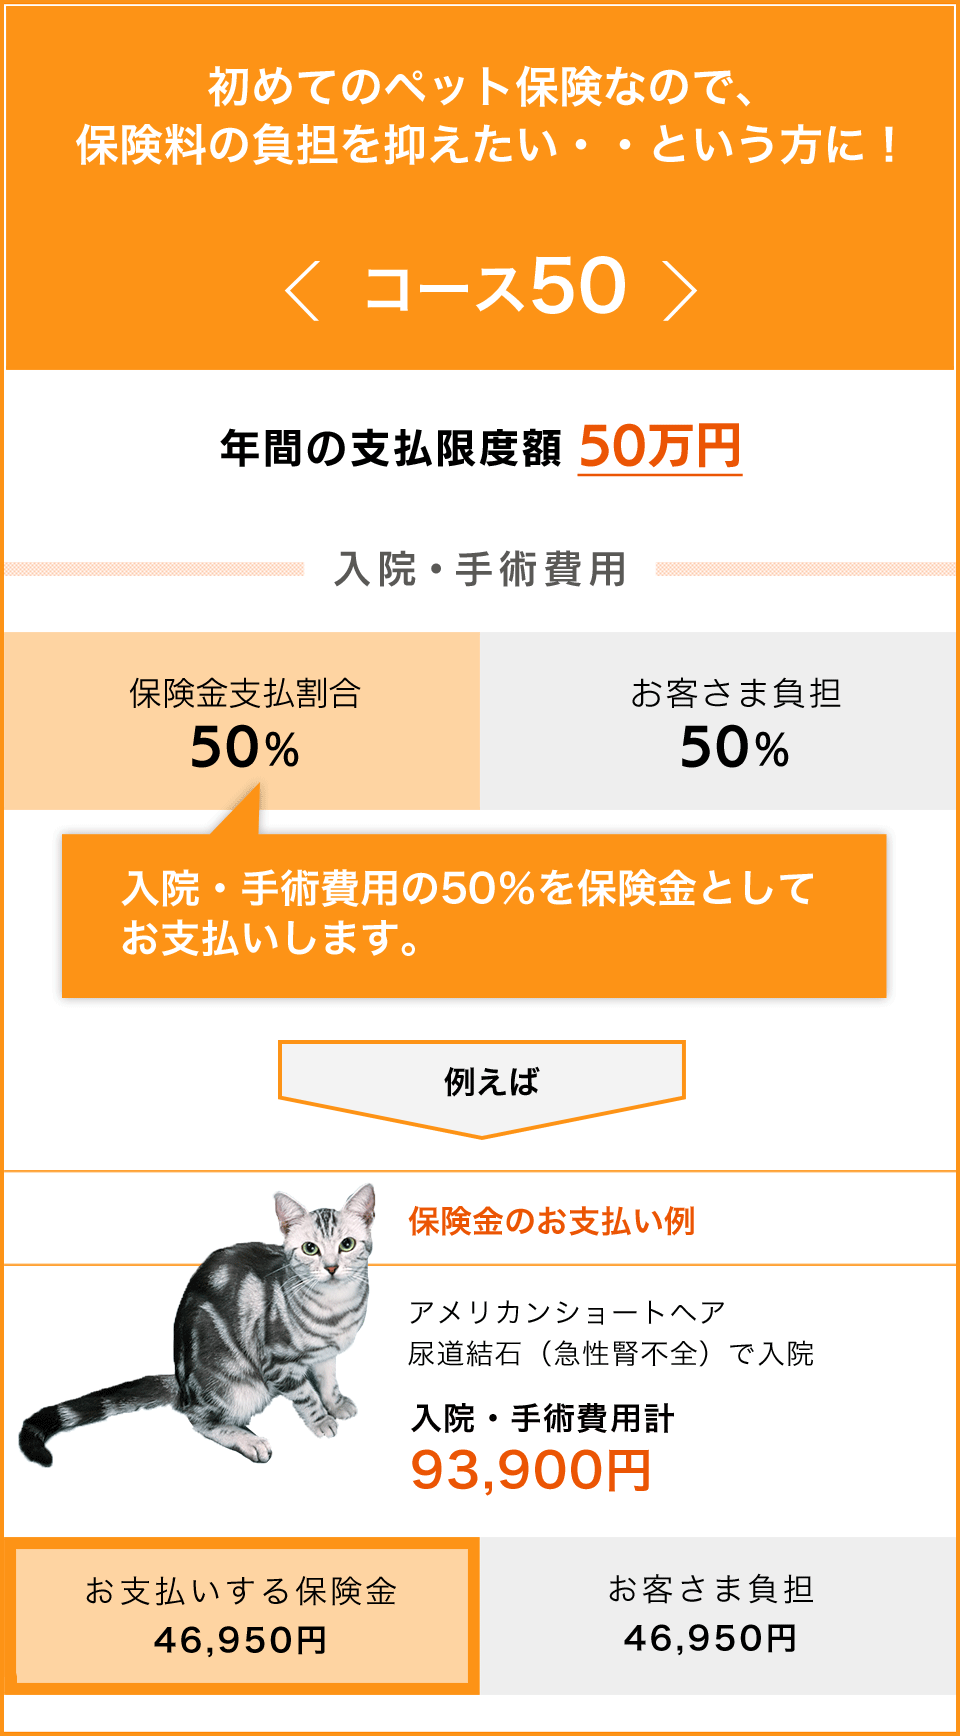 初めてのペット保険なので、
保険料の負担を抑えたい・・という方に！
コース50
年間の支払限度額 50万円
入院・手術費用
保険金支払割合
50%
お客さま負担
50%
入院・手術費用の50%を保険金として
お支払いします。
例えば
保険金のお支払い例
アメリカンショートヘア
尿道結石（急性腎不全）で入院
入院・手術費用計
93,900円
お支払いする保険金
46,950円
お客さま負担
46,950円